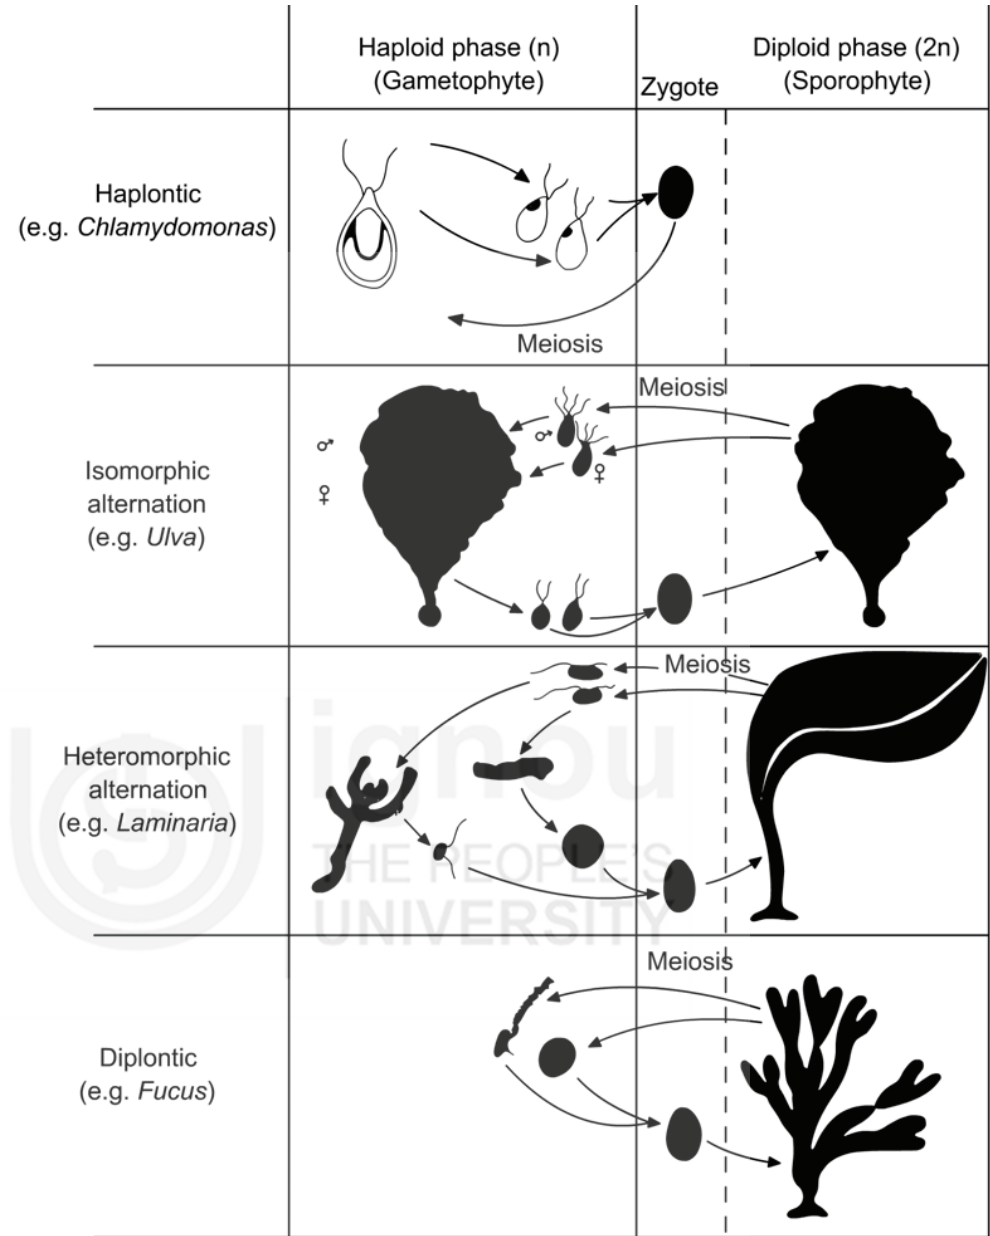 Haploid phase (n)
(Gametophyte)
Zygote
Diploid phase (2n)
(Sporophyte)
Haplontic
(e.g. Chlamydomonas)
Meiosis
Isomorphic
alternation
(e.g. Ulva)
♂
♀
♂
♀
Meiosis
Heteromorphic
alternation
(e.g. Laminaria)
Meiosis
ignou
THE PEOPLE'S
UNIVERSITY
Diplontic
(e.g. Fucus)
Meiosis